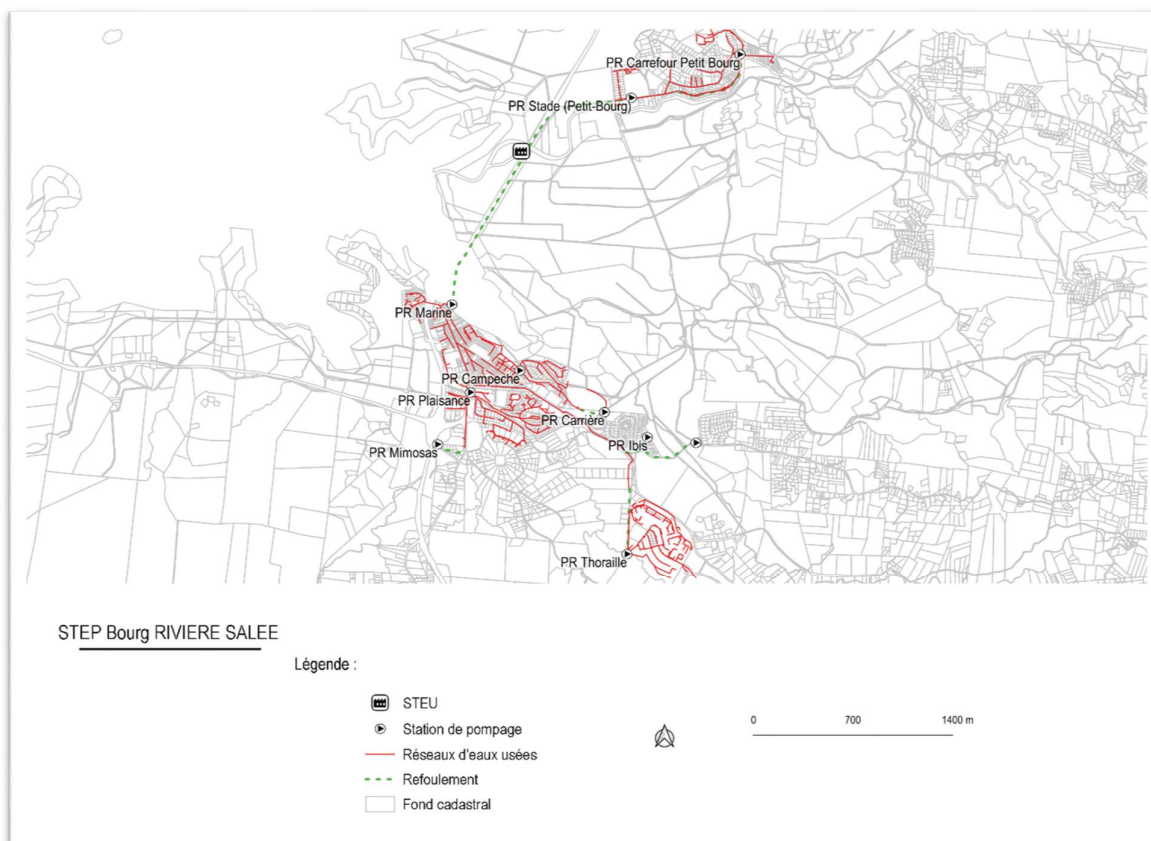 PR Carrefour Petit Bourg
PR Stade (Petit-Bourg)
PR Marine
PR Campeche
PR Plaisance
PR Carrière
PR Ibis
PR Mimosas
PR Thoraille
STEP Bourg RIVIERE SALEE
Légende :
STEU
Station de pompage
Réseaux d'eaux usées
Refoulement
Fond cadastral
0 700 1400 m